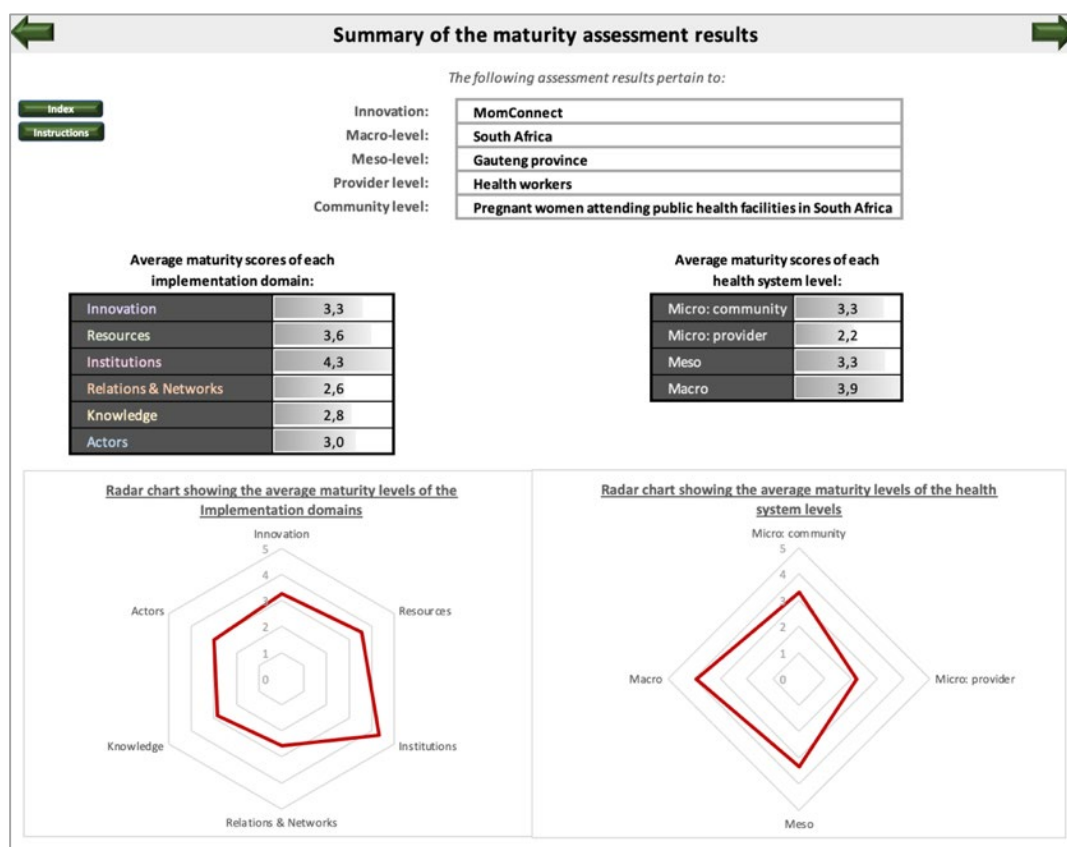 Summary of the maturity assessment results
The following assessment results pertain to:
Index
Instructions
Innovation: MomConnect
Macro-level: South Africa
Meso-level: Gauteng province
Provider level: Health workers
Community level: Pregnant women attending public health facilities in South Africa
Average maturity scores of each
implementation domain:
Innovation 3,3
Resources 3,6
Institutions 4,3
Relations & Networks 2,6
Knowledge 2,8
Actors 3,0
Average maturity scores of each
health system level:
Micro: community 3,3
Micro: provider 2,2
Meso 3,3
Macro 3,9
Radar chart showing the average maturity levels of the
Implementation domains
Innovation
5
4
3
2
1
0
Actors
Resources
Knowledge
Institutions
Relations & Networks
Radar chart showing the average maturity levels of the health
system levels
Micro: community
5
4
3
2
1
0
Macro
Micro: provider
Meso